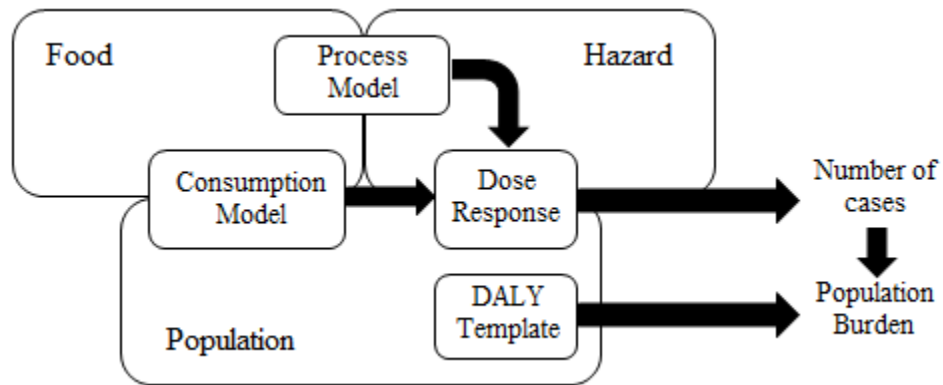 Food
Process
Model
Hazard
Consumption
Model
Dose
Response
Number of
cases
DALY
Template
Population
Burden
Population